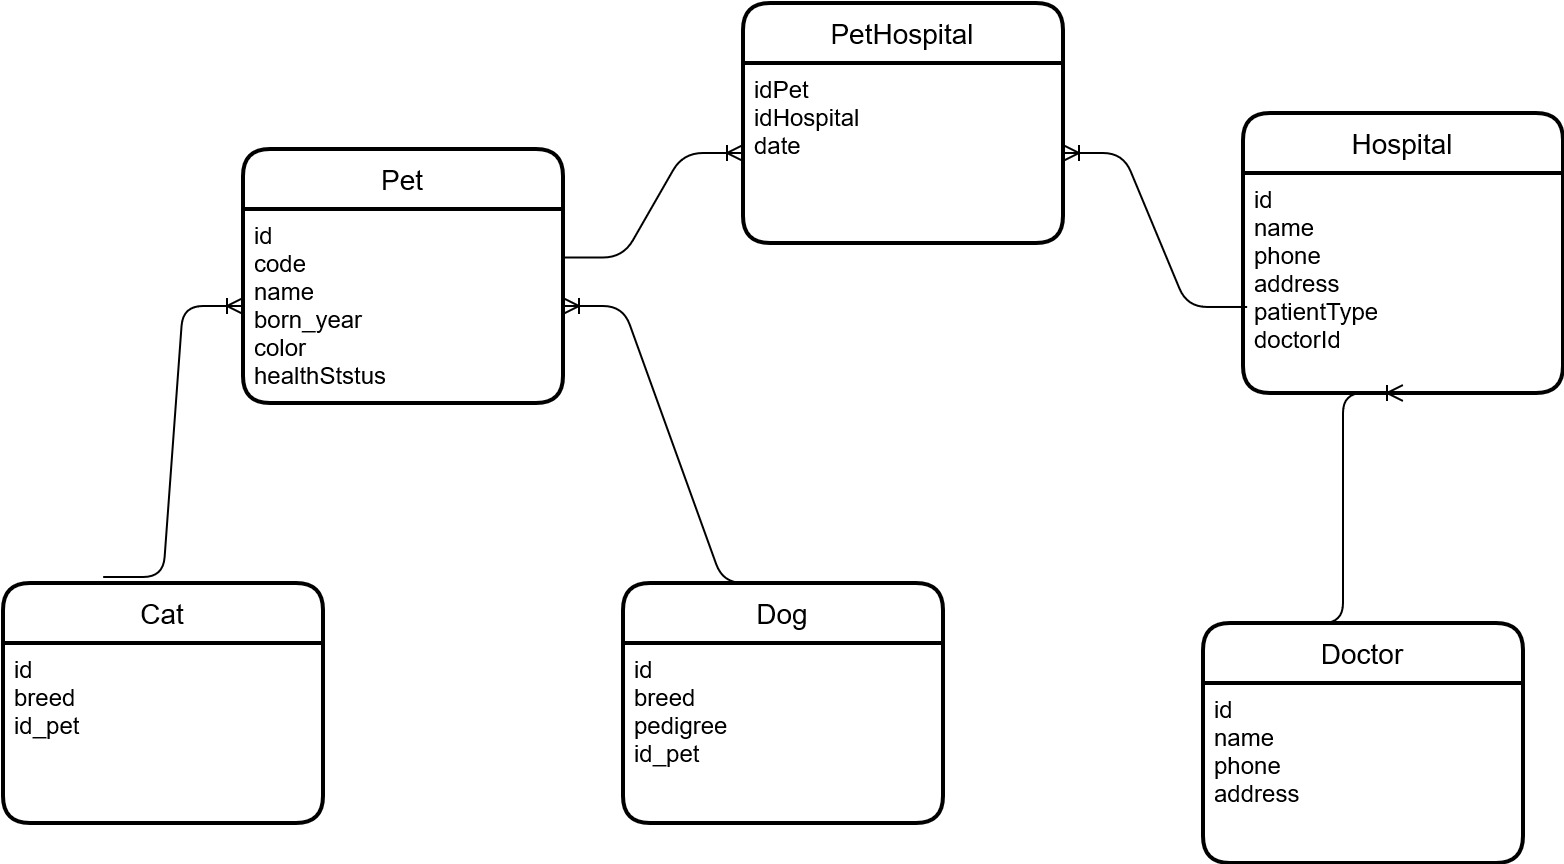 PetHospital
idPet
idHospital
date
Hospital
id
name
phone
address
patientType
doctorId
Pet
id
code
name
born_year
color
healthStstus
Cat
id
breed
id_pet
Dog
id
breed
pedigree
id_pet
Doctor
id
name
phone
address